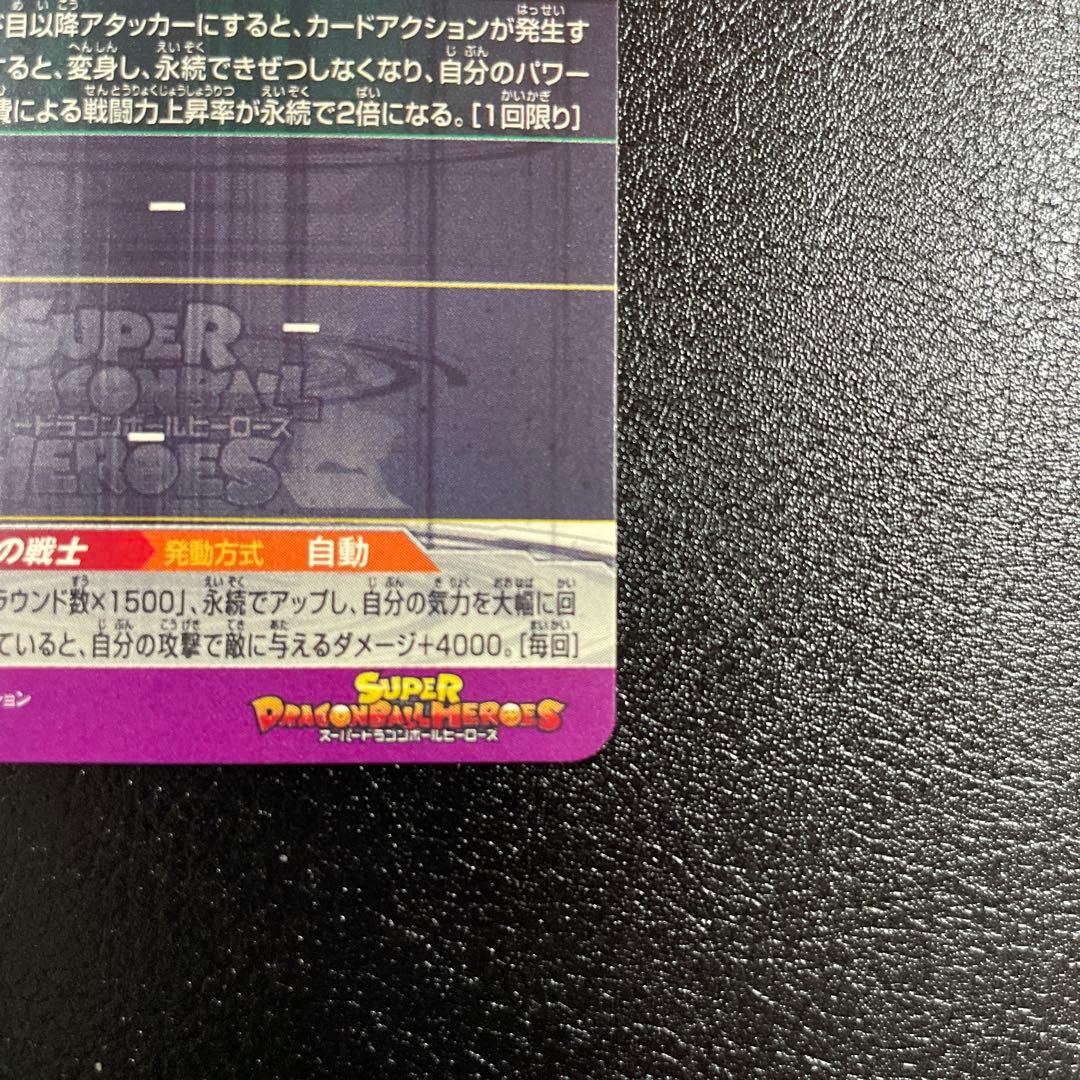 目以降アタッカーにすると、カードアクションが発生す
すると、変身し、永続できぜつしなくなり、自分のパワー
費による戦闘力上昇率が永続で2倍になる。[1回限り]
SUPER
DRAGONBALL
ードラゴンボールヒーローズ
HEROES
の戦士 発動方式 自動
ラウンド数×1500」、永続でアップし、自分の気力を大幅に回
ていると、自分の攻撃で敵に与えるダメージ+4000。[毎回]
ション
SUPER
DRAGONBALL HEROES
スーパードラゴンボールヒーローズ